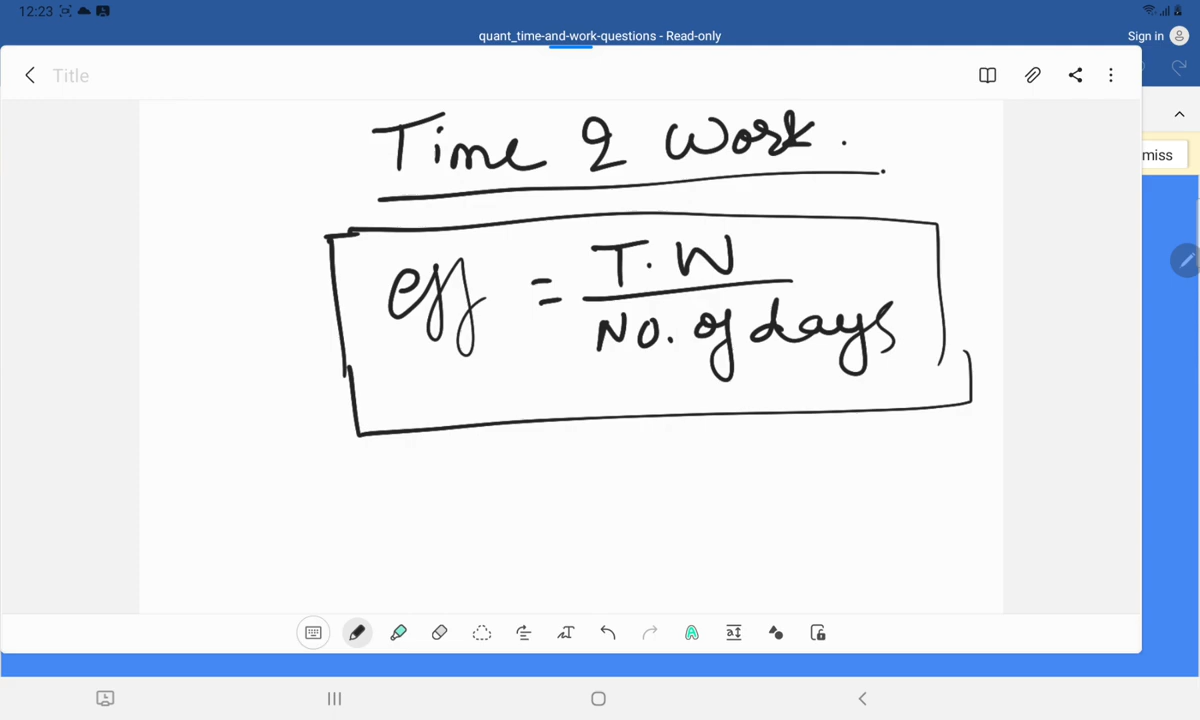 12:23
quant_time-and-work-questions - Read-only
Sign in
Title
miss
Time & Work.
eff = T.W
No. of days